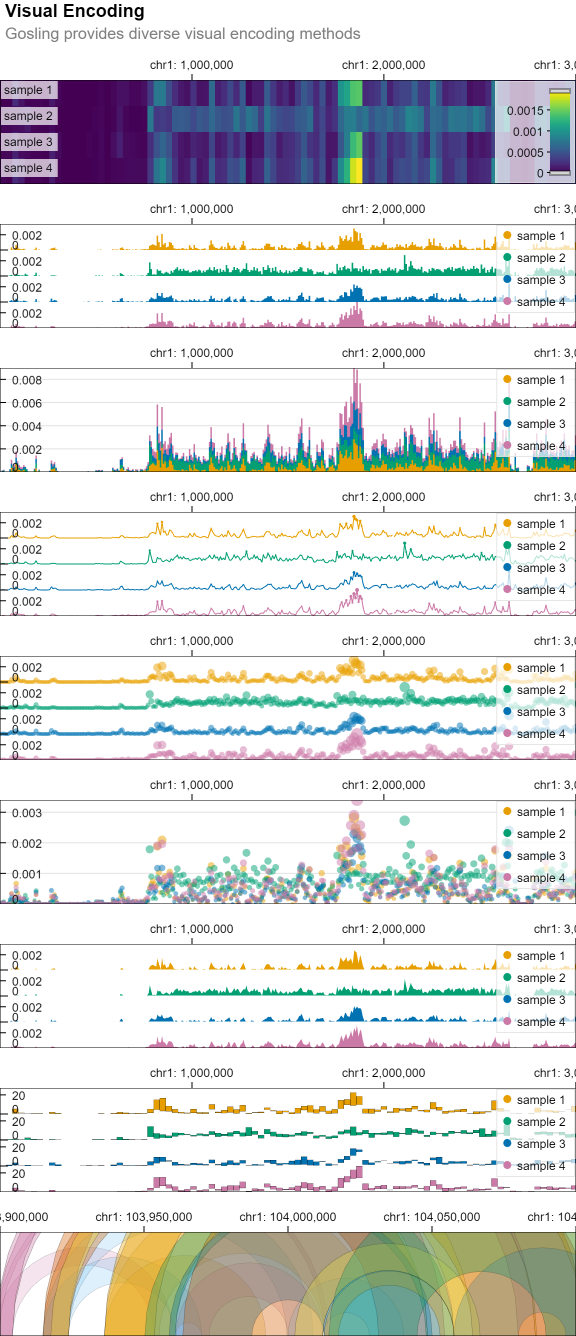 Visual Encoding
Gosling provides diverse visual encoding methods
chr1: 1,000,000 chr1: 2,000,000 chr1: 3,0
sample 1
sample 2
sample 3
sample 4
0.0015
0.001
0.0005
0
chr1: 1,000,000 chr1: 2,000,000 chr1: 3,0
0.002 sample 1
0
0.002 sample 2
0
0.002 sample 3
0
0.002 sample 4
0
chr1: 1,000,000 chr1: 2,000,000 chr1: 3,0
0.008 sample 1
0.006 sample 2
0.004 sample 3
0.002 sample 4
0
chr1: 1,000,000 chr1: 2,000,000 chr1: 3,0
0.002 sample 1
0
0.002 sample 2
0
0.002 sample 3
0
0.002 sample 4
0
chr1: 1,000,000 chr1: 2,000,000 chr1: 3,0
0.002 sample 1
0
0.002 sample 2
0
0.002 sample 3
0
0.002 sample 4
0
chr1: 1,000,000 chr1: 2,000,000 chr1: 3,0
0.003 sample 1
sample 2
0.002 sample 3
0.001 sample 4
0
chr1: 1,000,000 chr1: 2,000,000 chr1: 3,0
0.002 sample 1
0
0.002 sample 2
0
0.002 sample 3
0
0.002 sample 4
0
chr1: 1,000,000 chr1: 2,000,000 chr1: 3,0
20 sample 1
0
20 sample 2
0
20 sample 3
0
20 sample 4
0
3,900,000 chr1: 103,950,000 chr1: 104,000,000 chr1: 104,050,000 chr1: 104